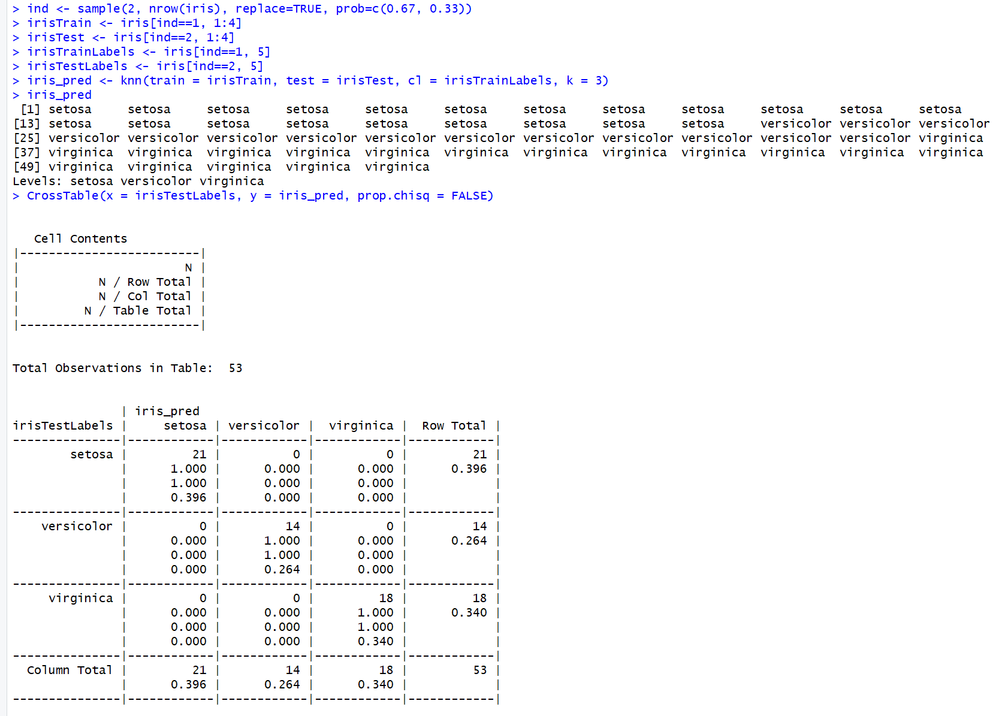 > ind <- sample(2, nrow(iris), replace=TRUE, prob=c(0.67, 0.33))
> irisTrain <- iris[ind==1, 1:4]
> irisTest <- iris[ind==2, 1:4]
> irisTrainLabels <- iris[ind==1, 5]
> irisTestLabels <- iris[ind==2, 5]
> iris_pred <- knn(train = irisTrain, test = irisTest, cl = irisTrainLabels, k = 3)
> iris_pred
 [1] setosa     setosa     setosa     setosa     setosa     setosa     setosa     setosa     setosa     setosa     setosa     setosa
[13] setosa     setosa     setosa     setosa     setosa     setosa     setosa     setosa     setosa     versicolor versicolor versicolor
[25] versicolor versicolor versicolor versicolor versicolor versicolor versicolor versicolor versicolor versicolor versicolor virginica
[37] virginica  virginica  virginica  virginica  virginica  virginica  virginica  virginica  virginica  virginica  virginica  virginica
[49] virginica  virginica  virginica  virginica  virginica
Levels: setosa versicolor virginica
> CrossTable(x = irisTestLabels, y = iris_pred, prop.chisq = FALSE)
   Cell Contents
|-------------------------|
|                       N |
|           N / Row Total |
|           N / Col Total |
|         N / Table Total |
|-------------------------|
Total Observations in Table:  53
               | iris_pred
irisTestLabels |     setosa | versicolor |  virginica |  Row Total |
---------------|------------|------------|------------|------------|
        setosa |         21 |          0 |          0 |         21 |
               |      1.000 |      0.000 |      0.000 |      0.396 |
               |      1.000 |      0.000 |      0.000 |            |
               |      0.396 |      0.000 |      0.000 |            |
---------------|------------|------------|------------|------------|
    versicolor |          0 |         14 |          0 |         14 |
               |      0.000 |      1.000 |      0.000 |      0.264 |
               |      0.000 |      1.000 |      0.000 |            |
               |      0.000 |      0.264 |      0.000 |            |
---------------|------------|------------|------------|------------|
     virginica |          0 |          0 |         18 |         18 |
               |      0.000 |      0.000 |      1.000 |      0.340 |
               |      0.000 |      0.000 |      1.000 |            |
               |      0.000 |      0.000 |      0.340 |            |
---------------|------------|------------|------------|------------|
  Column Total |         21 |         14 |         18 |         53 |
               |      0.396 |      0.264 |      0.340 |            |
---------------|------------|------------|------------|------------|